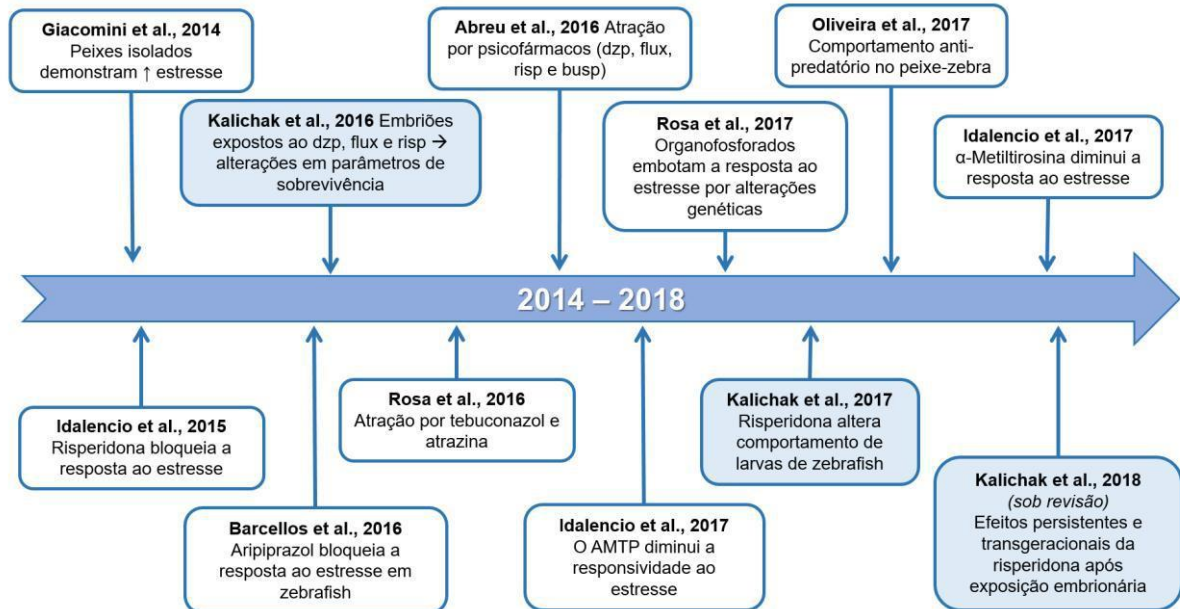 Giacomini et al., 2014
Peixes isolados
demonstram ↑ estresse
Kalichak et al., 2016 Embriões
expostos ao dzp, flux e risp →
alterações em parâmetros de
sobrevivência
Abreu et al., 2016 Atração
por psicofármacos (dzp, flux,
risp e busp)
Rosa et al., 2017
Organofosforados
embotam a resposta ao
estresse por alterações
genéticas
Oliveira et al., 2017
Comportamento anti-
predatório no peixe-zebra
Idalencio et al., 2017
α-Metiltirosina diminui a
resposta ao estresse
2014 – 2018
Idalencio et al., 2015
Risperidona bloqueia a
resposta ao estresse
Barcellos et al., 2016
Aripiprazol bloqueia a
resposta ao estresse em
zebrafish
Rosa et al., 2016
Atração por tebuconazol e
atrazina
Idalencio et al., 2017
O AMTP diminui a
responsividade ao
estresse
Kalichak et al., 2017
Risperidona altera
comportamento de
larvas de zebrafish
Kalichak et al., 2018
(sob revisão)
Efeitos persistentes e
transgeracionais da
risperidona após
exposição embrionária